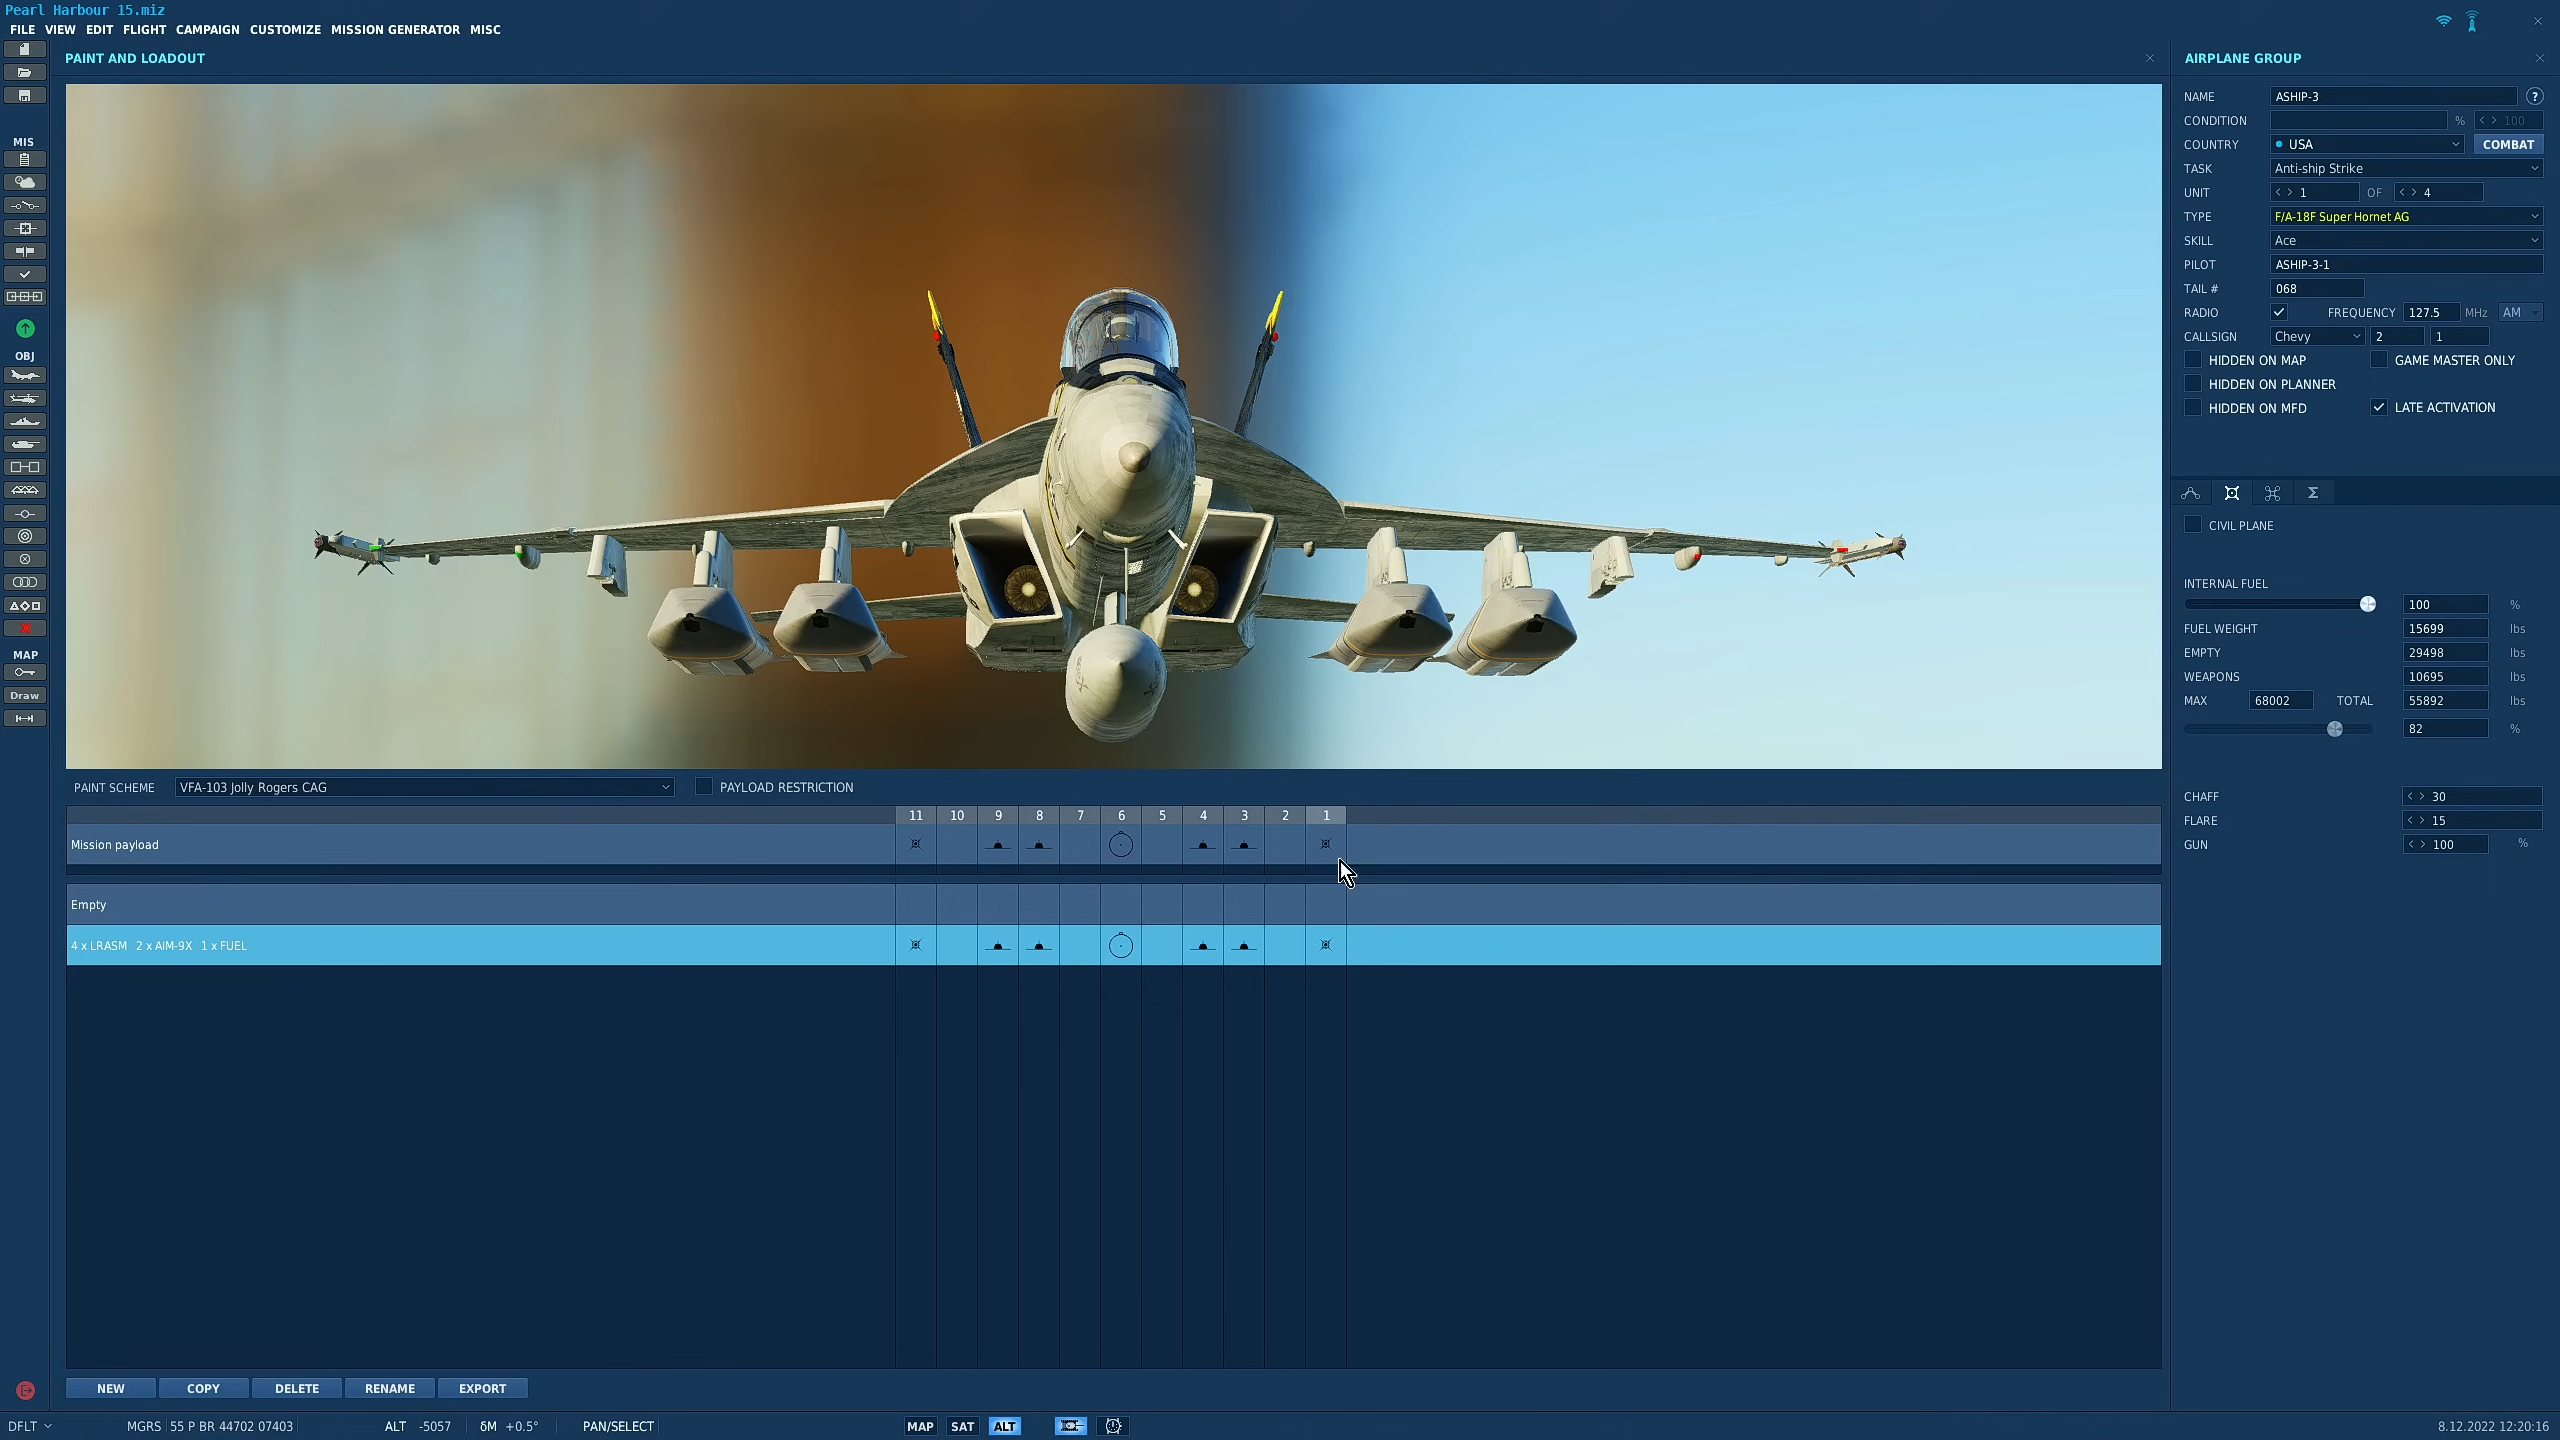 Pearl Harbour 15.miz
FILE VIEW EDIT FLIGHT CAMPAIGN CUSTOMIZE MISSION GENERATOR MISC
PAINT AND LOADOUT
MIS
OBJ
MAP
Draw
PAINT SCHEME VFA-103 Jolly Rogers CAG PAYLOAD RESTRICTION
11 10 9 8 7 6 5 4 3 2 1
Mission payload
Empty
4 x LRASM 2 x AIM-9X 1 x FUEL
NEW COPY DELETE RENAME EXPORT
AIRPLANE GROUP
NAME ASHIP-3 ?
CONDITION % < > 100
COUNTRY USA COMBAT
TASK Anti-ship Strike
UNIT < > 1 OF < > 4
TYPE F/A-18F Super Hornet AG
SKILL Ace
PILOT ASHIP-3-1
TAIL # 068
RADIO FREQUENCY 127.5 MHz AM
CALLSIGN Chevy 2 1
HIDDEN ON MAP GAME MASTER ONLY
HIDDEN ON PLANNER
HIDDEN ON MFD LATE ACTIVATION
Σ
CIVIL PLANE
INTERNAL FUEL
100 %
FUEL WEIGHT 15699 lbs
EMPTY 29498 lbs
WEAPONS 10695 lbs
MAX 68002 TOTAL 55892 lbs
82 %
CHAFF < > 30
FLARE < > 15
GUN < > 100 %
DFLT MGRS 55 P BR 44702 07403 ALT -5057 δM +0.5° PAN/SELECT MAP SAT ALT 8.12.2022 12:20:16